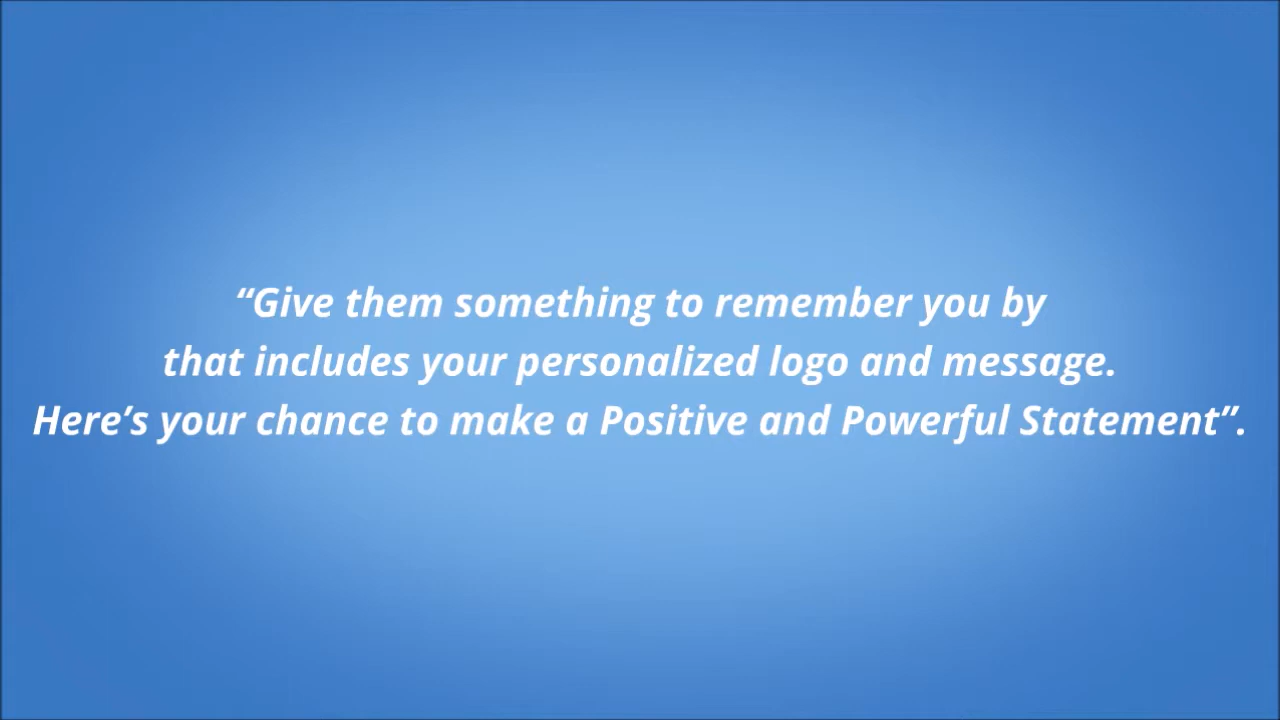 “Give them something to remember you by
that includes your personalized logo and message.
Here’s your chance to make a Positive and Powerful Statement”.